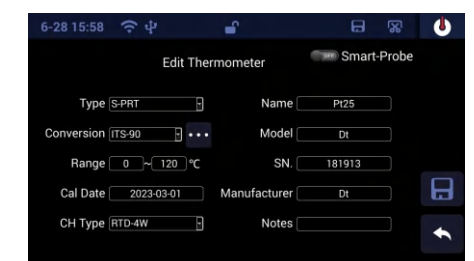 6-28 15:58
Edit Thermometer
OFF Smart-Probe
Type S-PRT Name Pt25
Conversion ITS-90 ••• Model Dt
Range 0 ~ 120 ℃ SN. 181913
Cal Date 2023-03-01 Manufacturer Dt
CH Type RTD-4W Notes